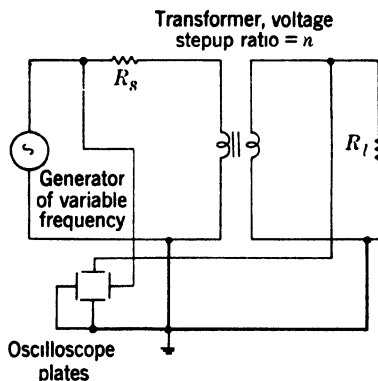 Transformer, voltage
stepup ratio = n
R_s
R_l
Generator
of variable
frequency
Oscilloscope
plates